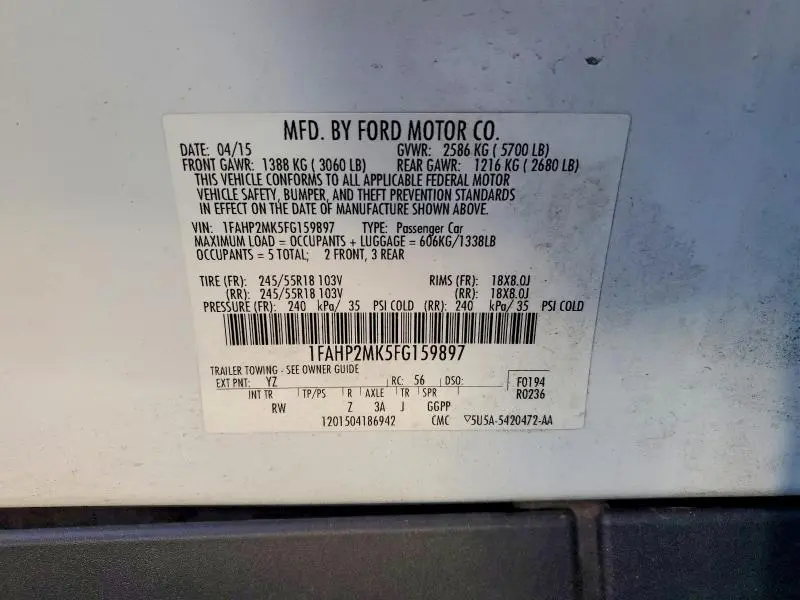 MFD. BY FORD MOTOR CO.
DATE: 04/15 GVWR: 2586 KG ( 5700 LB)
FRONT GAWR: 1388 KG ( 3060 LB) REAR GAWR: 1216 KG ( 2680 LB)
THIS VEHICLE CONFORMS TO ALL APPLICABLE FEDERAL MOTOR
VEHICLE SAFETY, BUMPER, AND THEFT PREVENTION STANDARDS
IN EFFECT ON THE DATE OF MANUFACTURE SHOWN ABOVE.
VIN: 1FAHP2MK5FG159897 TYPE: Passenger Car
MAXIMUM LOAD = OCCUPANTS + LUGGAGE = 606KG/1338LB
OCCUPANTS = 5 TOTAL; 2 FRONT, 3 REAR
TIRE (FR): 245/55R18 103V RIMS (FR): 18X8.0J
(RR): 245/55R18 103V (RR): 18X8.0J
PRESSURE (FR): 240 kPa/ 35 PSI COLD (RR): 240 kPa/ 35 PSI COLD
1FAHP2MK5FG159897
TRAILER TOWING - SEE OWNER GUIDE
EXT PNT: YZ RC: 56 DSO: F0194
INT TR TP/PS R AXLE TR SPR R0236
RW Z 3A J GGPP
1201504186942 CMC ▽5U5A-5420472-AA